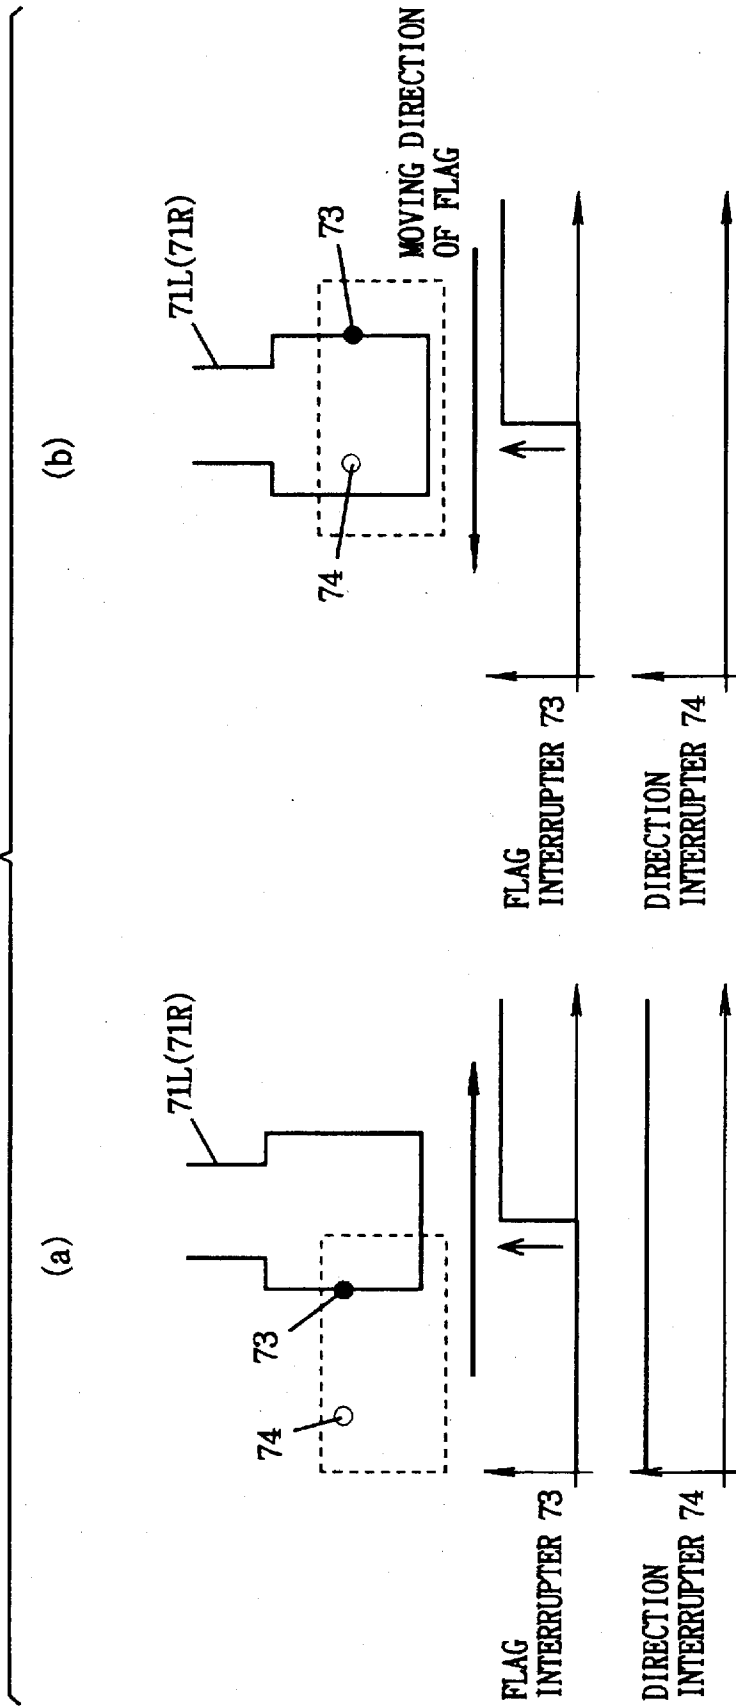 (a)
71L(71R)
73
74
FLAG
INTERRUPTER 73
DIRECTION
INTERRUPTER 74
(b)
71L(71R)
73
74
MOVING DIRECTION
OF FLAG
FLAG
INTERRUPTER 73
DIRECTION
INTERRUPTER 74